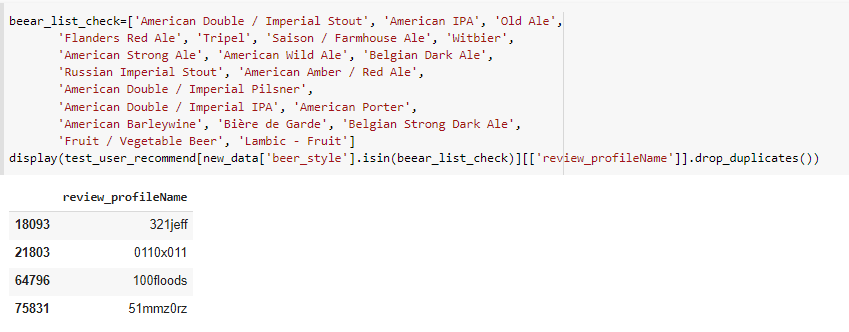 beear_list_check=['American Double / Imperial Stout', 'American IPA', 'Old Ale',
'Flanders Red Ale', 'Tripel', 'Saison / Farmhouse Ale', 'Witbier',
'American Strong Ale', 'American Wild Ale', 'Belgian Dark Ale',
'Russian Imperial Stout', 'American Amber / Red Ale',
'American Double / Imperial Pilsner',
'American Double / Imperial IPA', 'American Porter',
'American Barleywine', 'Bière de Garde', 'Belgian Strong Dark Ale',
'Fruit / Vegetable Beer', 'Lambic - Fruit']
display(test_user_recommend[new_data['beer_style'].isin(beear_list_check)][['review_profileName']].drop_duplicates())
review_profileName
18093 321jeff
21803 0110x011
64796 100floods
75831 51mmz0rz